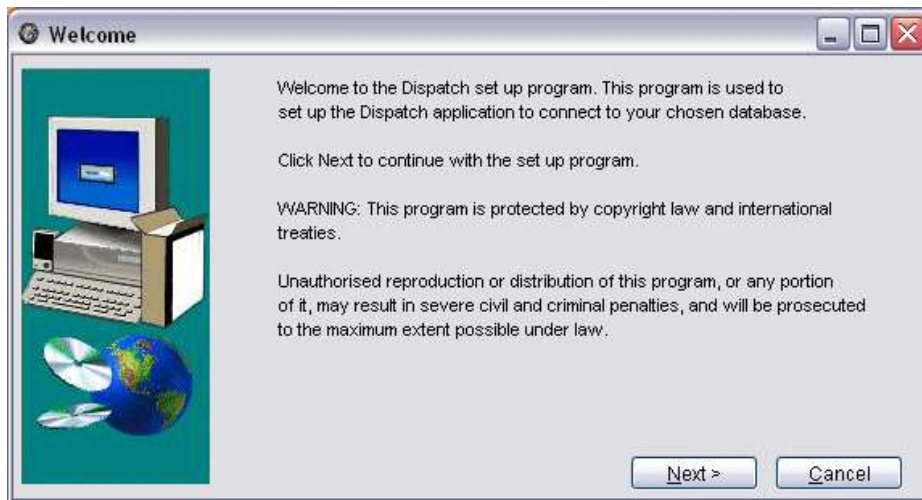 Welcome
Welcome to the Dispatch set up program. This program is used to
set up the Dispatch application to connect to your chosen database.
Click Next to continue with the set up program.
WARNING: This program is protected by copyright law and international
treaties.
Unauthorised reproduction or distribution of this program, or any portion
of it, may result in severe civil and criminal penalties, and will be prosecuted
to the maximum extent possible under law.
Next > Cancel